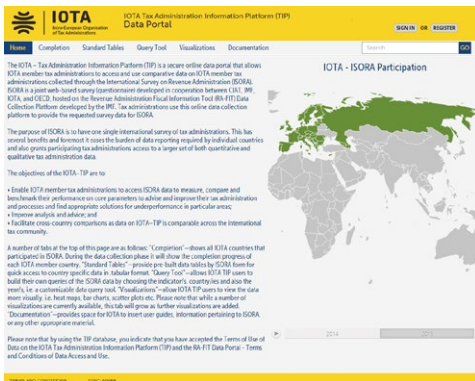 IOTA
Intra-European Organisation
of Tax Administrations
IOTA Tax Administration Information Platform (TIP)
Data Portal
SIGN IN OR REGISTER
Home Completion Standard Tables Query Tool Visualizations Documentation
Search GO
The IOTA – Tax Administration Information Platform (TIP) is a secure online data portal that allows
IOTA member tax administrations to access and use comparative data on IOTA member tax
administrations collected through the International Survey on Revenue Administration (ISORA).
ISORA is a joint web-based survey (questionnaire) developed in cooperation between CIAT, IMF,
IOTA, and OECD, hosted on the Revenue Administration Fiscal Information Tool (RA-FIT) Data
Collection Platform developed by the IMF. Tax administrations use this online data collection
platform to provide the requested survey data for ISORA.
The purpose of ISORA is to have one single international survey of tax administrations. This has
several benefits and foremost it eases the burden of data reporting required by individual countries
and also grants participating tax administrations access to a larger set of both quantitative and
qualitative tax administration data.
The objectives of the IOTA-TIP are to:
• Enable IOTA member tax administrations to access ISORA data to measure, compare and
benchmark their performance on core parameters to advise and improve their tax administration
and processes and find appropriate solutions for underperformance in particular areas;
• Improve analysis and advice; and
• Facilitate cross-country comparisons as data on IOTA–TIP is comparable across the international
tax community.
A number of tabs at the top of this page are as follows: "Completion"—shows all IOTA countries that
participated in ISORA. During the data collection phase it will show the completion progress of
each IOTA member country. "Standard Tables" - provide pre-built data tables by ISORA form for
quick access to country specific data in tabular format. "Query Tool"—allows IOTA TIP users to
build their own queries of the ISORA data by choosing the indicator/s, country/ies and also the
year/s, i.e. a customizable data query tool. "Visualizations"—allow IOTA TIP users to view the data
more visually, i.e. heat maps, bar charts, scatter plots etc. Please note that while a number of
visualizations are currently available, this tab will grow as further visualizations are added.
"Documentation"—provides space for IOTA to insert user guides, information pertaining to ISORA,
or any other appropriate material.
Please note that by using the TIP database, you indicate that you have accepted the Terms of Use of
Data on the IOTA Tax Administration Information Platform (TIP) and the RA-FIT Data Portal - Terms
and Conditions of Data Access and Use.
IOTA - ISORA Participation
2014 2015